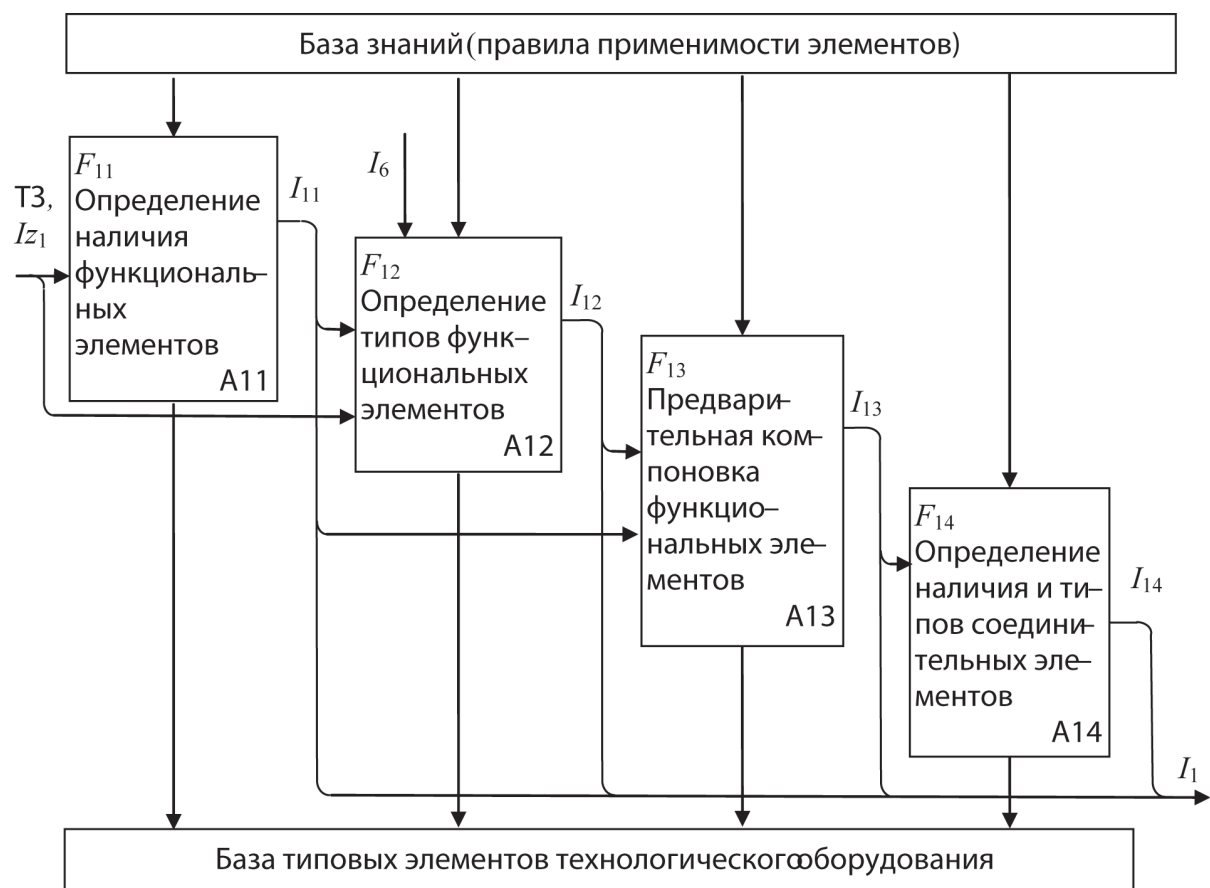 База знаний (правила применимости элементов)
F11
Определение
наличия
функциональ–
ных
элементов
A11
ТЗ,
Iz1
I11
I6
F12
Определение
типов функ–
циональных
элементов
A12
I12
F13
Предвари–
тельная ком–
поновка
функцио–
нальных эле–
ментов
A13
I13
F14
Определение
наличия и ти–
пов соедини–
тельных эле–
ментов
A14
I14
I1
База типовых элементов технологического оборудования